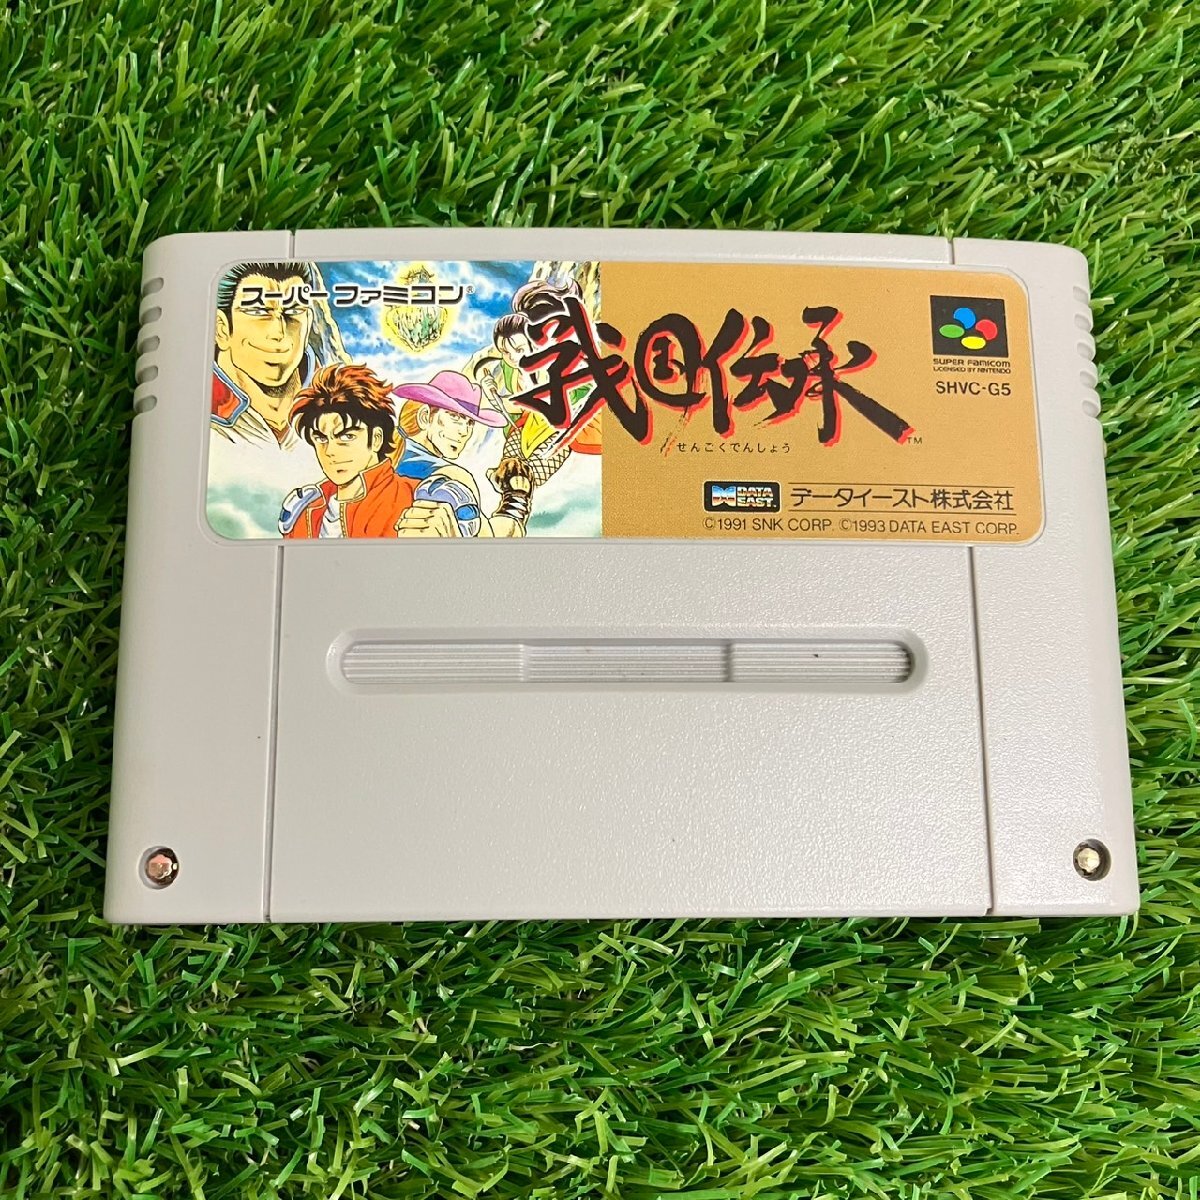 スーパーファミコン®
戦国伝承™
せんごくでんしょう
SUPER FAMICOM
LICENSED BY NINTENDO
SHVC-G5
DATA EAST. データイースト株式会社
©1991 SNK CORP. ©1993 DATA EAST CORP.